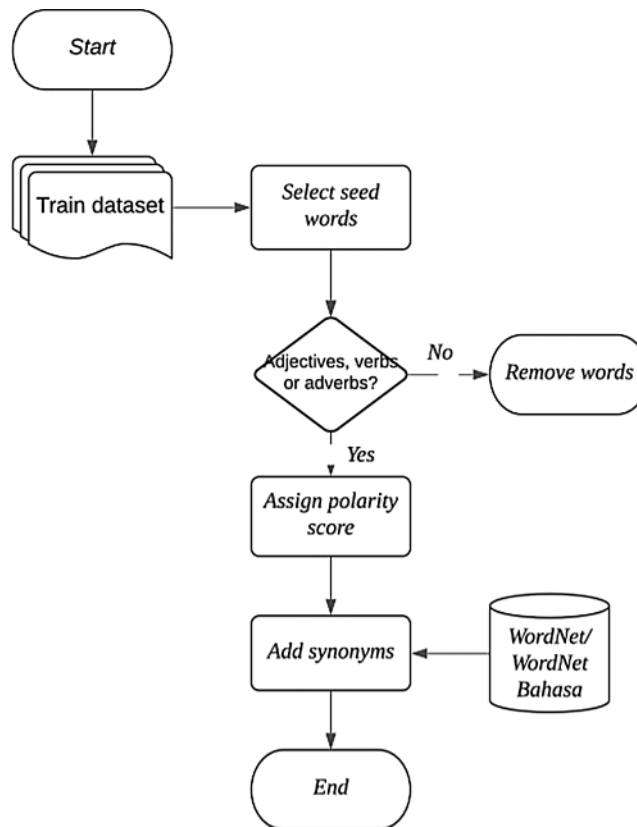 Start
Train dataset
Select seed
words
Adjectives, verbs
or adverbs?
No
Remove words
Yes
Assign polarity
score
Add synonyms
WordNet/
WordNet
Bahasa
End